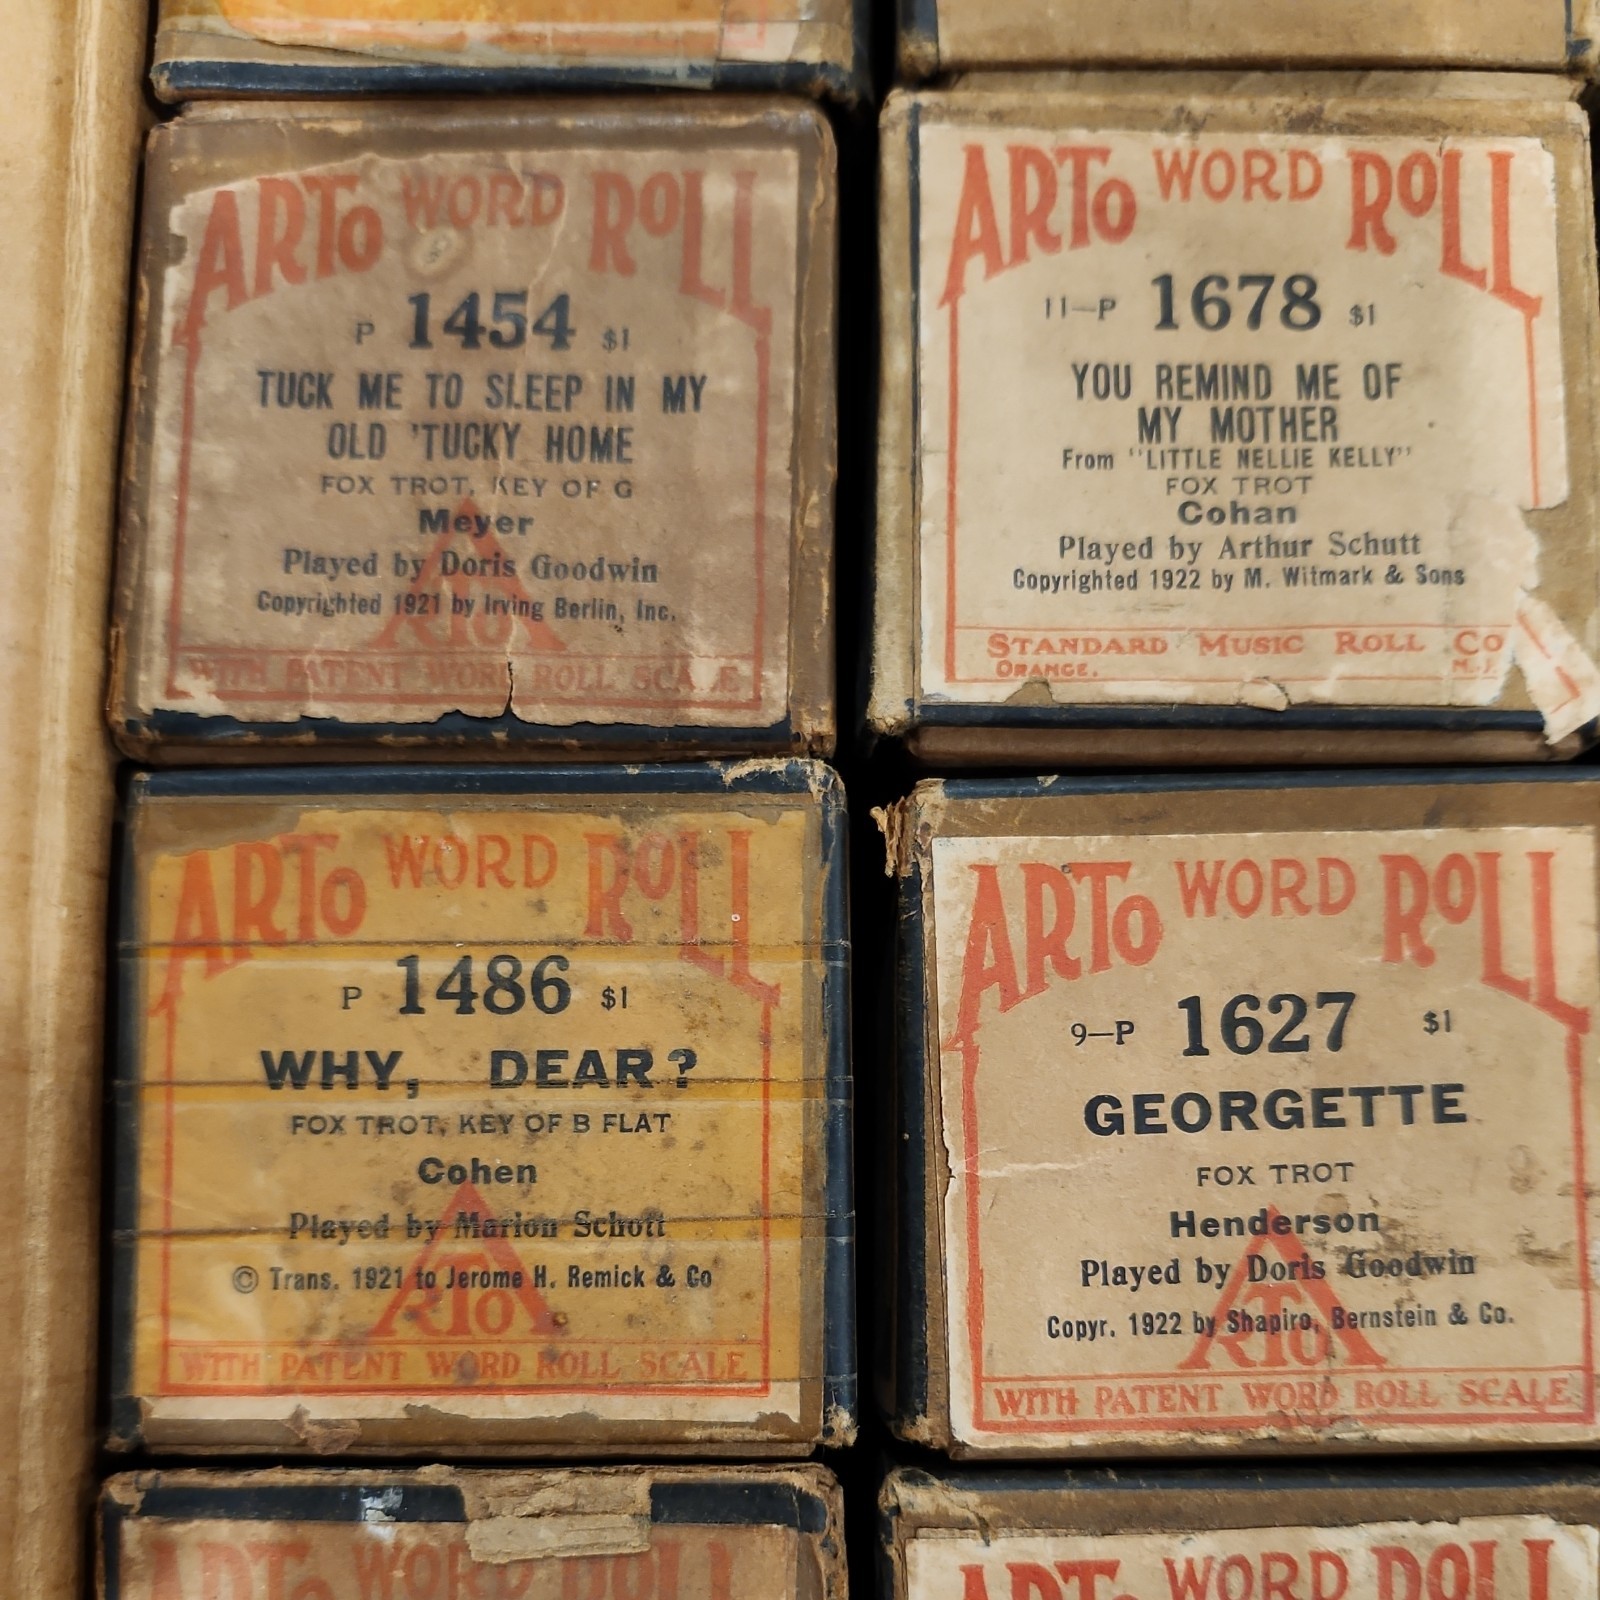 ARTo WORD ROLL
P 1454 $1
TUCK ME TO SLEEP IN MY
OLD 'TUCKY HOME
FOX TROT, KEY OF G
Meyer
Played by Doris Goodwin
Copyrighted 1921 by Irving Berlin, Inc.
ARTo
WITH PATENT WORD ROLL SCALE
ARTo WORD ROLL
11—P 1678 $1
YOU REMIND ME OF
MY MOTHER
From "LITTLE NELLIE KELLY"
FOX TROT
Cohan
Played by Arthur Schutt
Copyrighted 1922 by M. Witmark & Sons
STANDARD MUSIC ROLL CO
ORANGE. N.J.
ARTo WORD ROLL
P 1486 $1
WHY, DEAR?
FOX TROT, KEY OF B FLAT
Cohen
Played by Marion Schott
© Trans. 1921 to Jerome H. Remick & Co
ARTo
WITH PATENT WORD ROLL SCALE
ARTo WORD ROLL
9—P 1627 $1
GEORGETTE
FOX TROT
Henderson
Played by Doris Goodwin
Copyr. 1922 by Shapiro, Bernstein & Co.
ARTo
WITH PATENT WORD ROLL SCALE
ARTo WORD ROLL
ARTo WORD ROLL